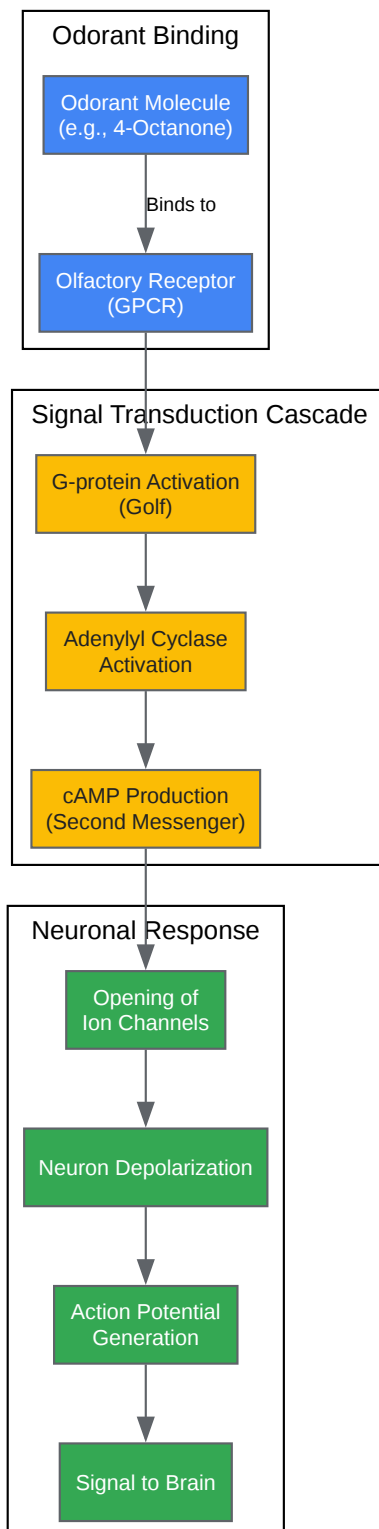 Odorant Binding
Odorant Molecule
(e.g., 4-Octanone)
Binds to
Olfactory Receptor
(GPCR)
Signal Transduction Cascade
G-protein Activation
(Golf)
Adenylyl Cyclase
Activation
cAMP Production
(Second Messenger)
Neuronal Response
Opening of
Ion Channels
Neuron Depolarization
Action Potential
Generation
Signal to Brain